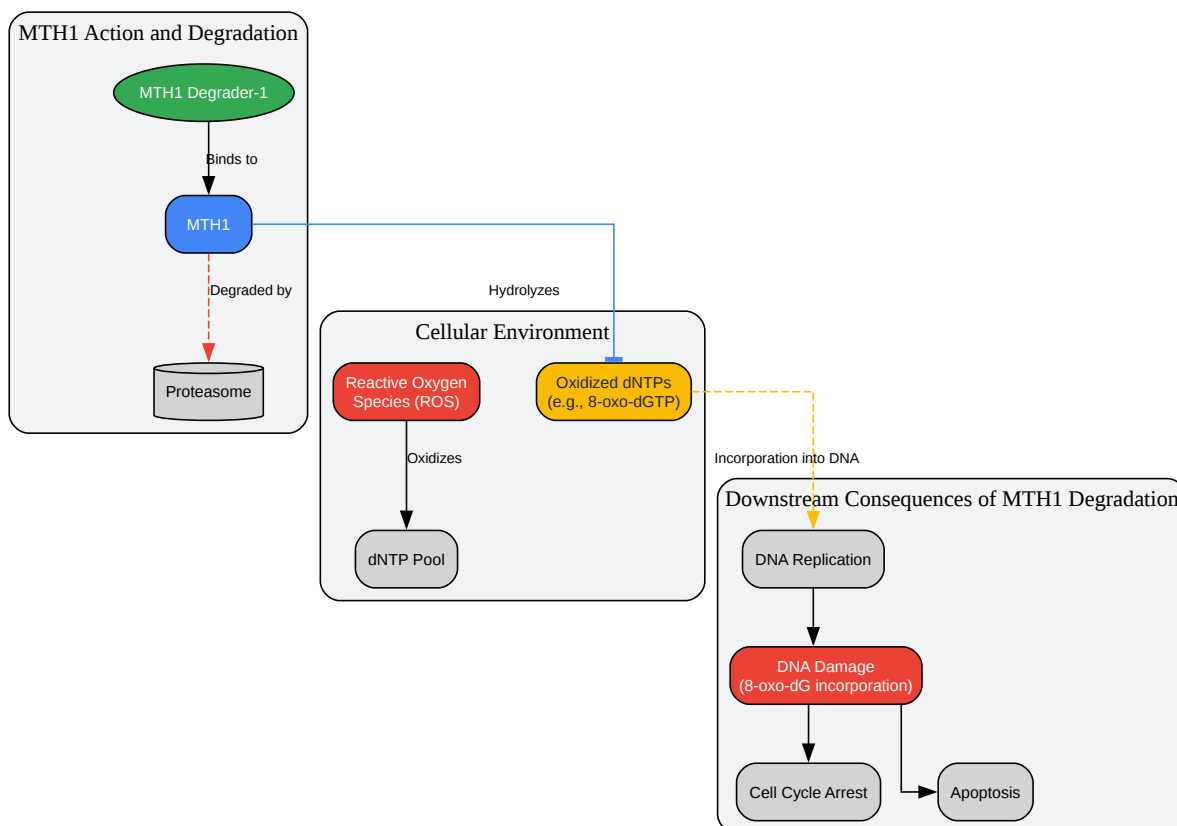 MTH1 Action and Degradation
MTH1 Degrader-1
Binds to
MTH1
Degraded by
Proteasome
Hydrolyzes
Cellular Environment
Reactive Oxygen
Species (ROS)
Oxidized dNTPs
(e.g., 8-oxo-dGTP)
Oxidizes
dNTP Pool
Incorporation into DNA
Downstream Consequences of MTH1 Degradation
DNA Replication
DNA Damage
(8-oxo-dG incorporation)
Cell Cycle Arrest
Apoptosis